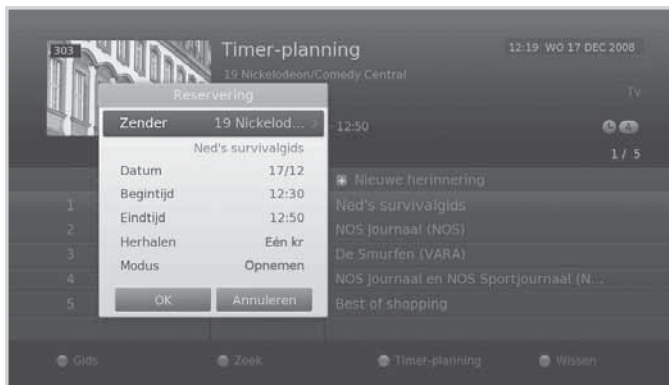 303
Timer-planning
12:19 WO 17 DEC 2008
19 Nickelodeon/Comedy Central
Tv
Reservering
Zender 19 Nickelod... >
12:50
Ned's survivalgids
1 / 5
Datum 17/12
Nieuwe herinnering
Begintijd 12:30
1 Ned's survivalgids
Eindtijd 12:50
2 NOS Journaal (NOS)
Herhalen Eén kr
3 De Smurfen (VARA)
Modus Opnemen
4 NOS Journaal en NOS Sportjournaal (N...
OK Annuleren
5 Best of shopping
Gids Zoek Timer-planning Wissen